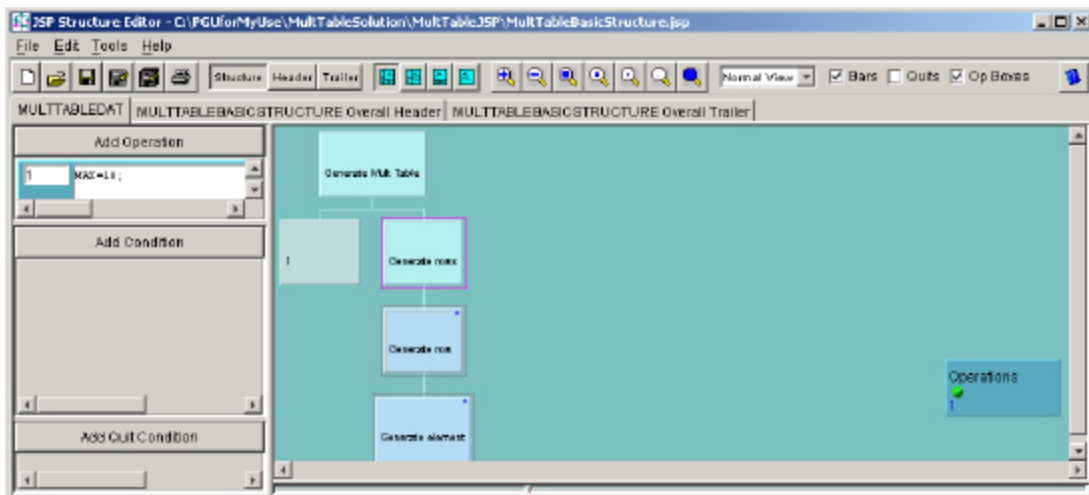 JSP Structure Editor - C:\PGUforMyUse\MultTableSolution\MultTableJSP\MultTableBasicStructure.jsp
File Edit Tools Help
Structure Header Trailer Normal View Bars Quits Op Boxes
MULTTABLEDAT MULTTABLEBASICSTRUCTURE Overall Header MULTTABLEBASICSTRUCTURE Overall Trailer
Add Operation
1 MAX=10;
Add Condition
Add Quit Condition
Generate Mult Table
1
Generate rows
Generate row
Generate element
Operations
1